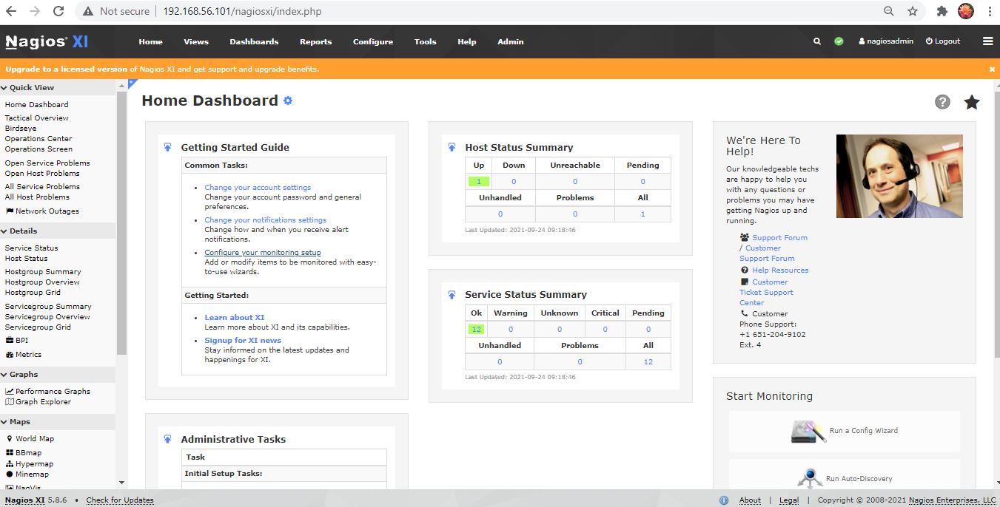 Not secure | 192.168.56.101/nagiosxi/index.php
Nagios® XI Home Views Dashboards Reports Configure Tools Help Admin nagiosadmin Logout
Upgrade to a licensed version of Nagios XI and get support and upgrade benefits.
Quick View
Home Dashboard
Tactical Overview
Birdseye
Operations Center
Operations Screen
Open Service Problems
Open Host Problems
All Service Problems
All Host Problems
Network Outages
Details
Service Status
Host Status
Hostgroup Summary
Hostgroup Overview
Hostgroup Grid
Servicegroup Summary
Servicegroup Overview
Servicegroup Grid
BPI
Metrics
Graphs
Performance Graphs
Graph Explorer
Maps
World Map
BBmap
Hypermap
Minemap
NagVis
Home Dashboard
Getting Started Guide
Common Tasks:
Change your account settings
Change your account password and general
preferences.
Change your notifications settings
Change how and when you receive alert
notifications.
Configure your monitoring setup
Add or modify items to be monitored with easy-
to-use wizards.
Getting Started:
Learn about XI
Learn more about XI and its capabilities.
Signup for XI news
Stay informed on the latest updates and
happenings for XI.
Administrative Tasks
Task
Initial Setup Tasks:
Host Status Summary
Up Down Unreachable Pending
1 0 0 0
Unhandled Problems All
0 0 1
Last Updated: 2021-09-24 09:18:46
Service Status Summary
Ok Warning Unknown Critical Pending
12 0 0 0 0
Unhandled Problems All
0 0 12
Last Updated: 2021-09-24 09:18:46
We're Here To
Help!
Our knowledgeable techs
are happy to help you
with any questions or
problems you may have
getting Nagios up and
running.
Support Forum
/ Customer
Support Forum
Help Resources
Customer
Ticket Support
Center
Customer
Phone Support:
+1 651-204-9102
Ext. 4
Start Monitoring
Run a Config Wizard
Run Auto-Discovery
Nagios XI 5.8.6 • Check for Updates
About | Legal | Copyright © 2008-2021 Nagios Enterprises, LLC